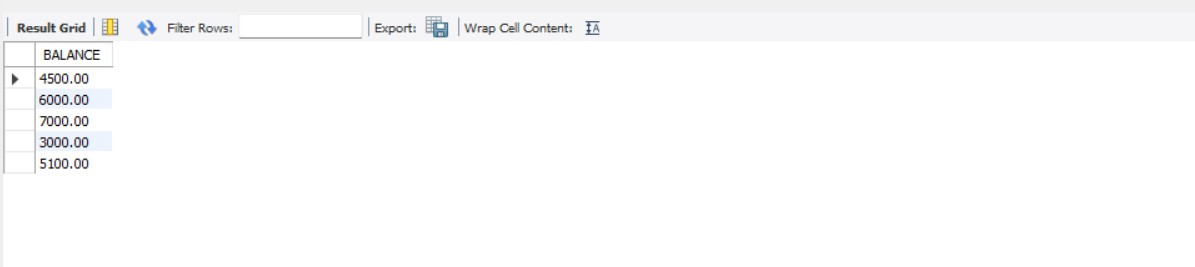 Result Grid Filter Rows: Export: Wrap Cell Content: IA
BALANCE
4500.00
6000.00
7000.00
3000.00
5100.00